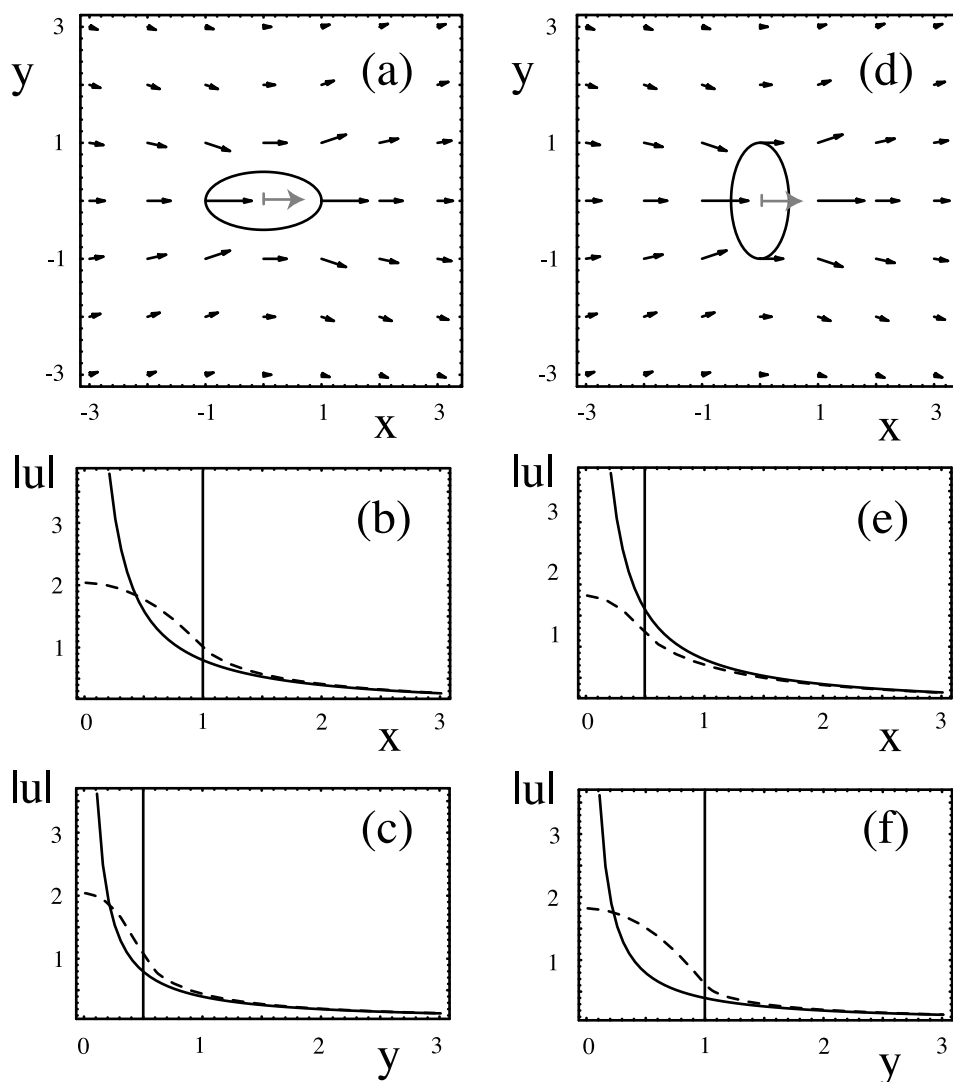 3 (a) 3 (d)
y y
1 1
-1 -1
-3 -3
-3 -1 1 3 -3 -1 1 3
x x
|u| (b) |u| (e)
3 3
2 2
1 1
0 1 2 3 0 1 2 3
x x
|u| (c) |u| (f)
3 3
2 2
1 1
0 1 2 3 0 1 2 3
y y